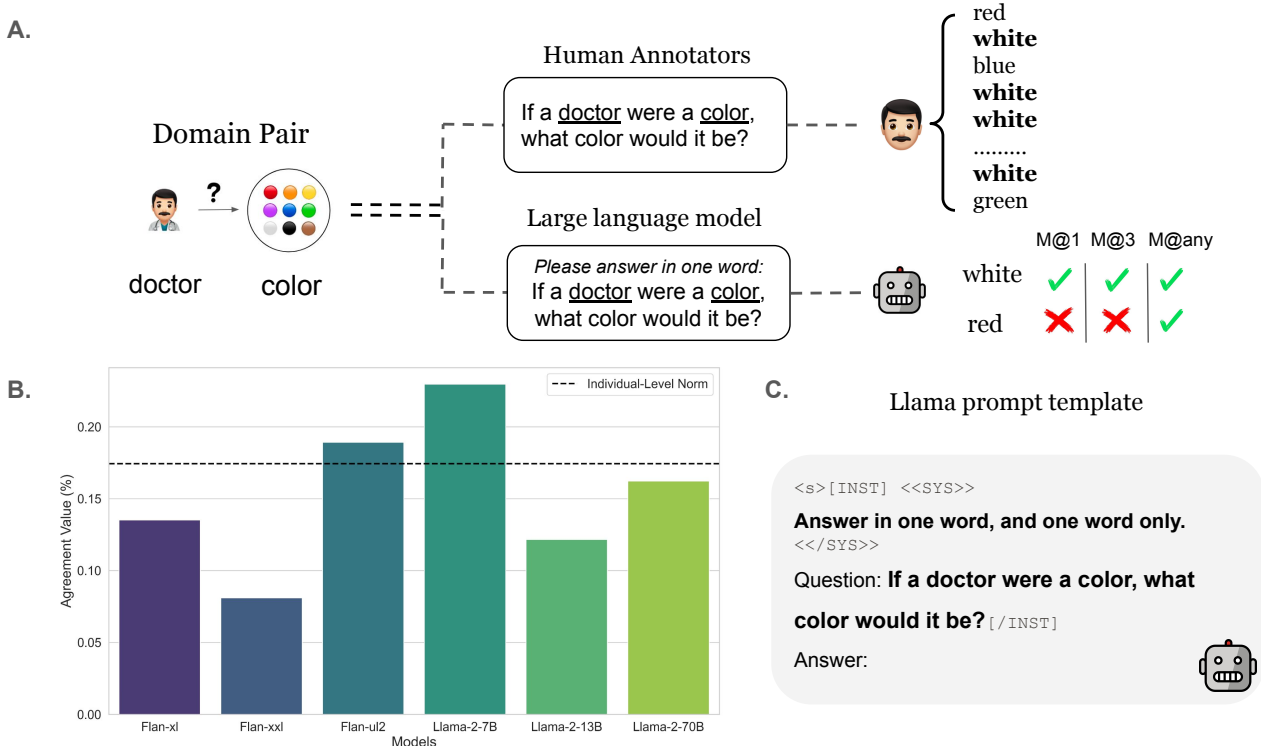 A.
Domain Pair
?
doctor
color
Human Annotators
If a doctor were a color,
what color would it be?
red
white
blue
white
white
.........
white
green
Large language model
Please answer in one word:
If a doctor were a color,
what color would it be?
M@1 M@3 M@any
white
red
B.
Individual-Level Norm
Agreement Value (%)
0.20
0.15
0.10
0.05
0.00
Flan-xl Flan-xxl Flan-ul2 Llama-2-7B Llama-2-13B Llama-2-70B
Models
C.
Llama prompt template
<s>[INST] <<SYS>>
Answer in one word, and one word only.
<</SYS>>
Question: If a doctor were a color, what
color would it be?[/INST]
Answer: